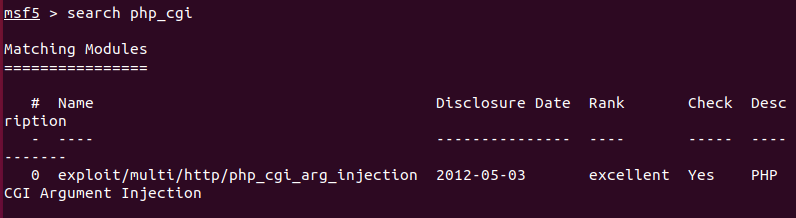 msf5 > search php_cgi
Matching Modules
================
   #  Name                                      Disclosure Date  Rank       Check  Desc
ription
   -  ----                                      ---------------  ----       -----  ----
-------
   0  exploit/multi/http/php_cgi_arg_injection  2012-05-03       excellent  Yes    PHP
CGI Argument Injection